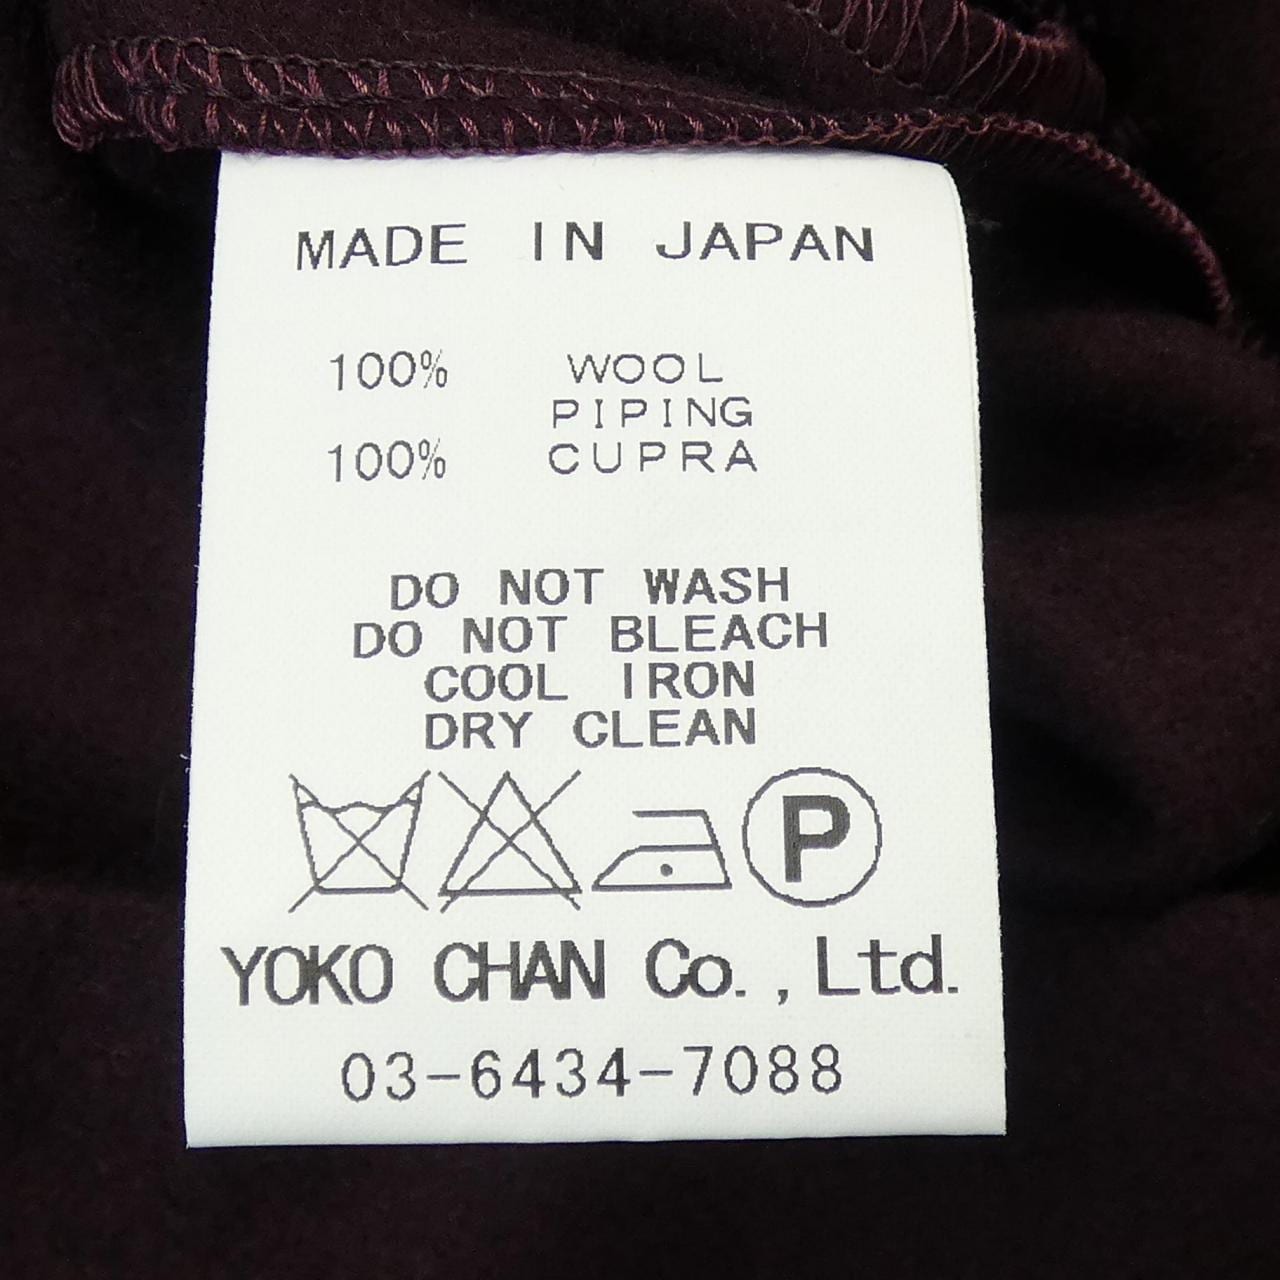 MADE IN JAPAN
100% WOOL
PIPING
100% CUPRA
DO NOT WASH
DO NOT BLEACH
COOL IRON
DRY CLEAN
P
YOKO CHAN Co.,Ltd.
03-6434-7088